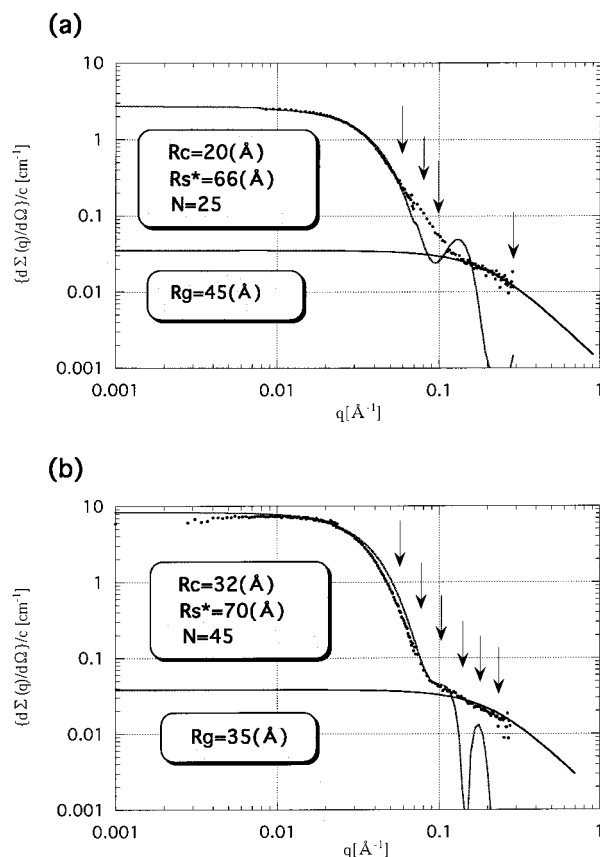 (a)
{dΣ(q)/dΩ}/c [cm⁻¹]
10
1
0.1
0.01
0.001
Rc=20(Å)
Rs*=66(Å)
N=25
Rg=45(Å)
0.001
0.01
0.1
1
q[Å⁻¹]
(b)
{dΣ(q)/dΩ}/c [cm⁻¹]
10
1
0.1
0.01
0.001
Rc=32(Å)
Rs*=70(Å)
N=45
Rg=35(Å)
0.001
0.01
0.1
1
q[Å⁻¹]